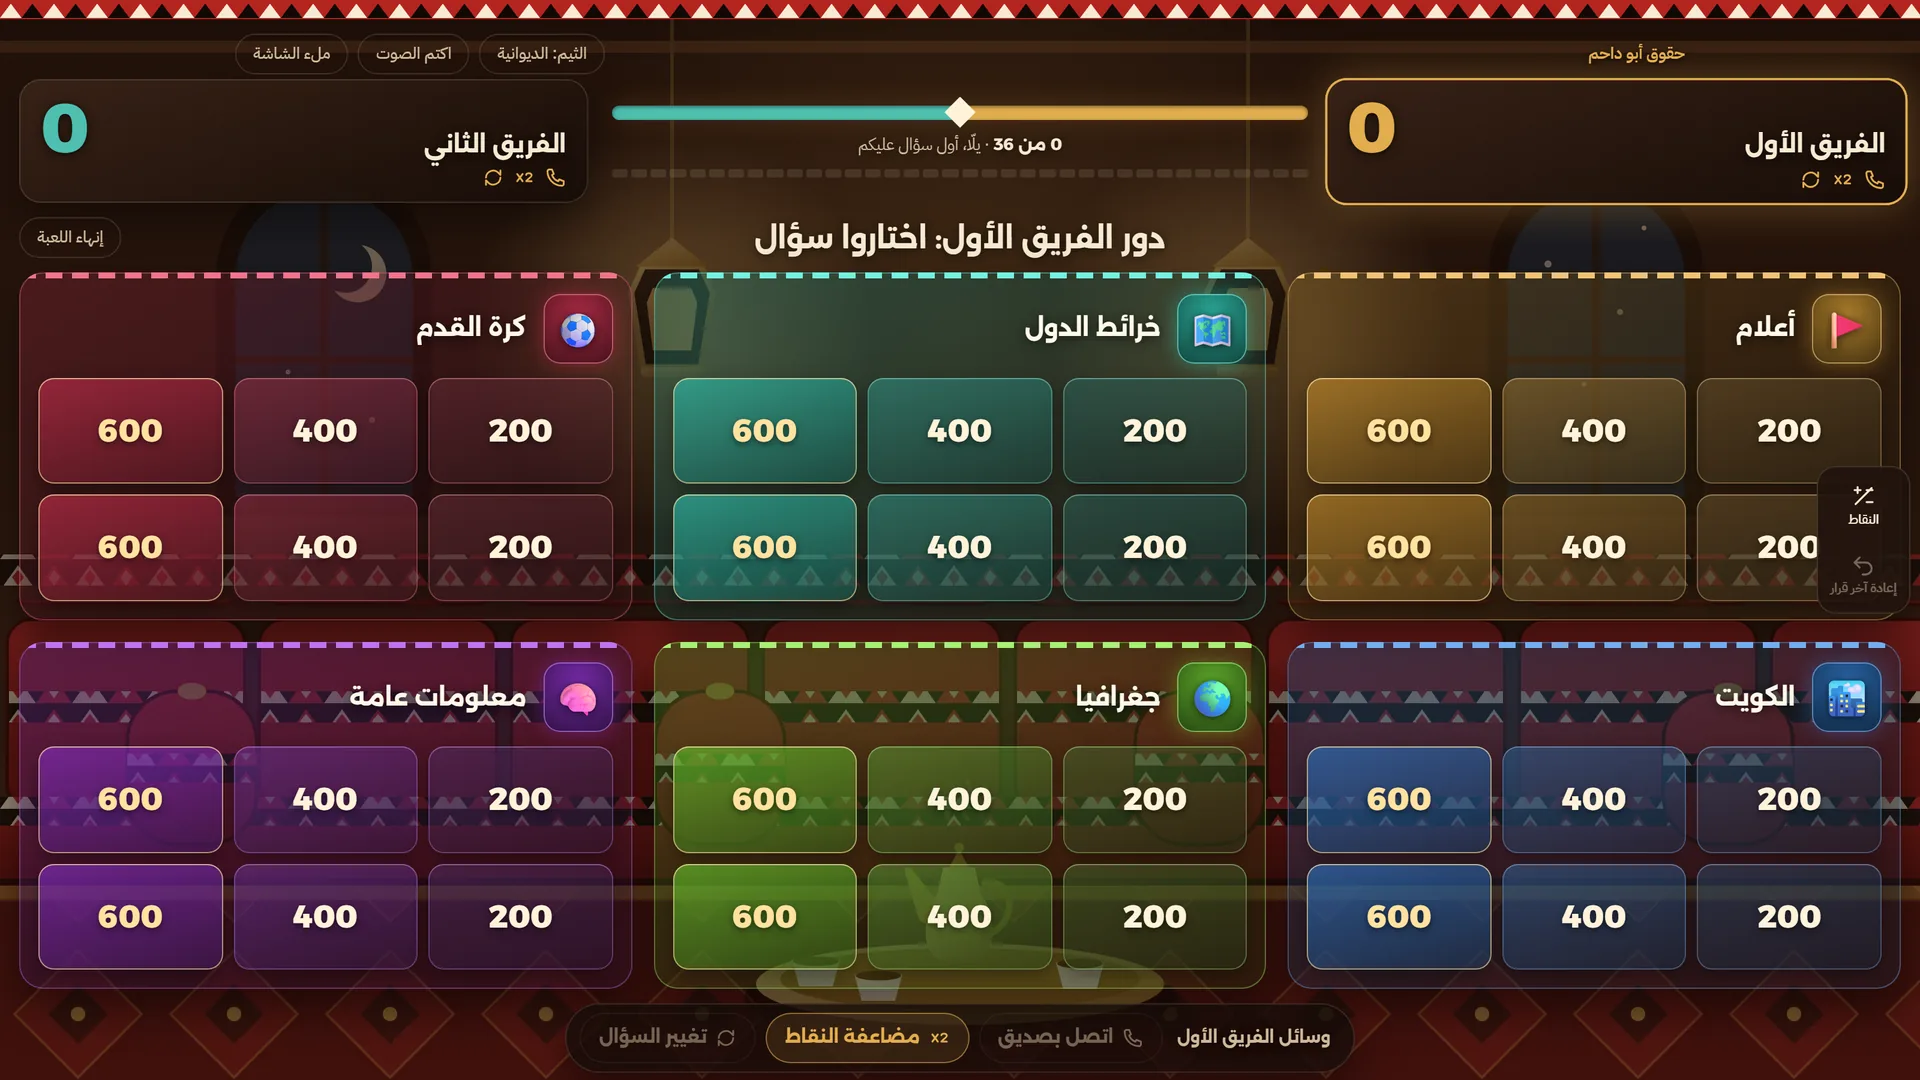 حقوق أبو داحم
الثيم: الديوانية
اكتم الصوت
ملء الشاشة
الفريق الأول
0
x2
0 من 36 · يلّا، أول سؤال عليكم
الفريق الثاني
0
x2
إنهاء اللعبة
دور الفريق الأول: اختاروا سؤال
أعلام
200 400 600
200 400 600
خرائط الدول
200 400 600
200 400 600
كرة القدم
200 400 600
200 400 600
النقاط
إعادة آخر قرار
الكويت
200 400 600
200 400 600
جغرافيا
200 400 600
200 400 600
معلومات عامة
200 400 600
200 400 600
وسائل الفريق الأول
اتصل بصديق
x2 مضاعفة النقاط
تغيير السؤال